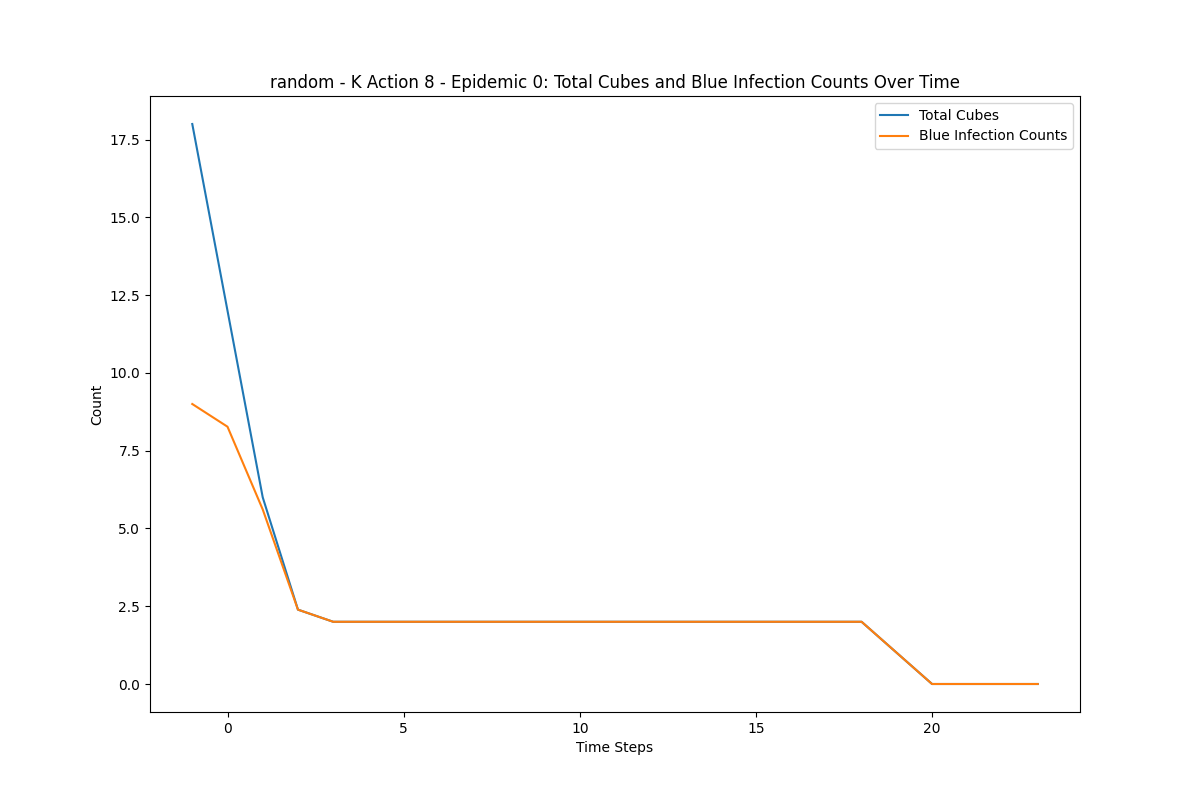 random - K Action 8 - Epidemic 0: Total Cubes and Blue Infection Counts Over Time
Total Cubes
Blue Infection Counts
17.5
15.0
12.5
10.0
7.5
5.0
2.5
0.0
Count
0 5 10 15 20
Time Steps